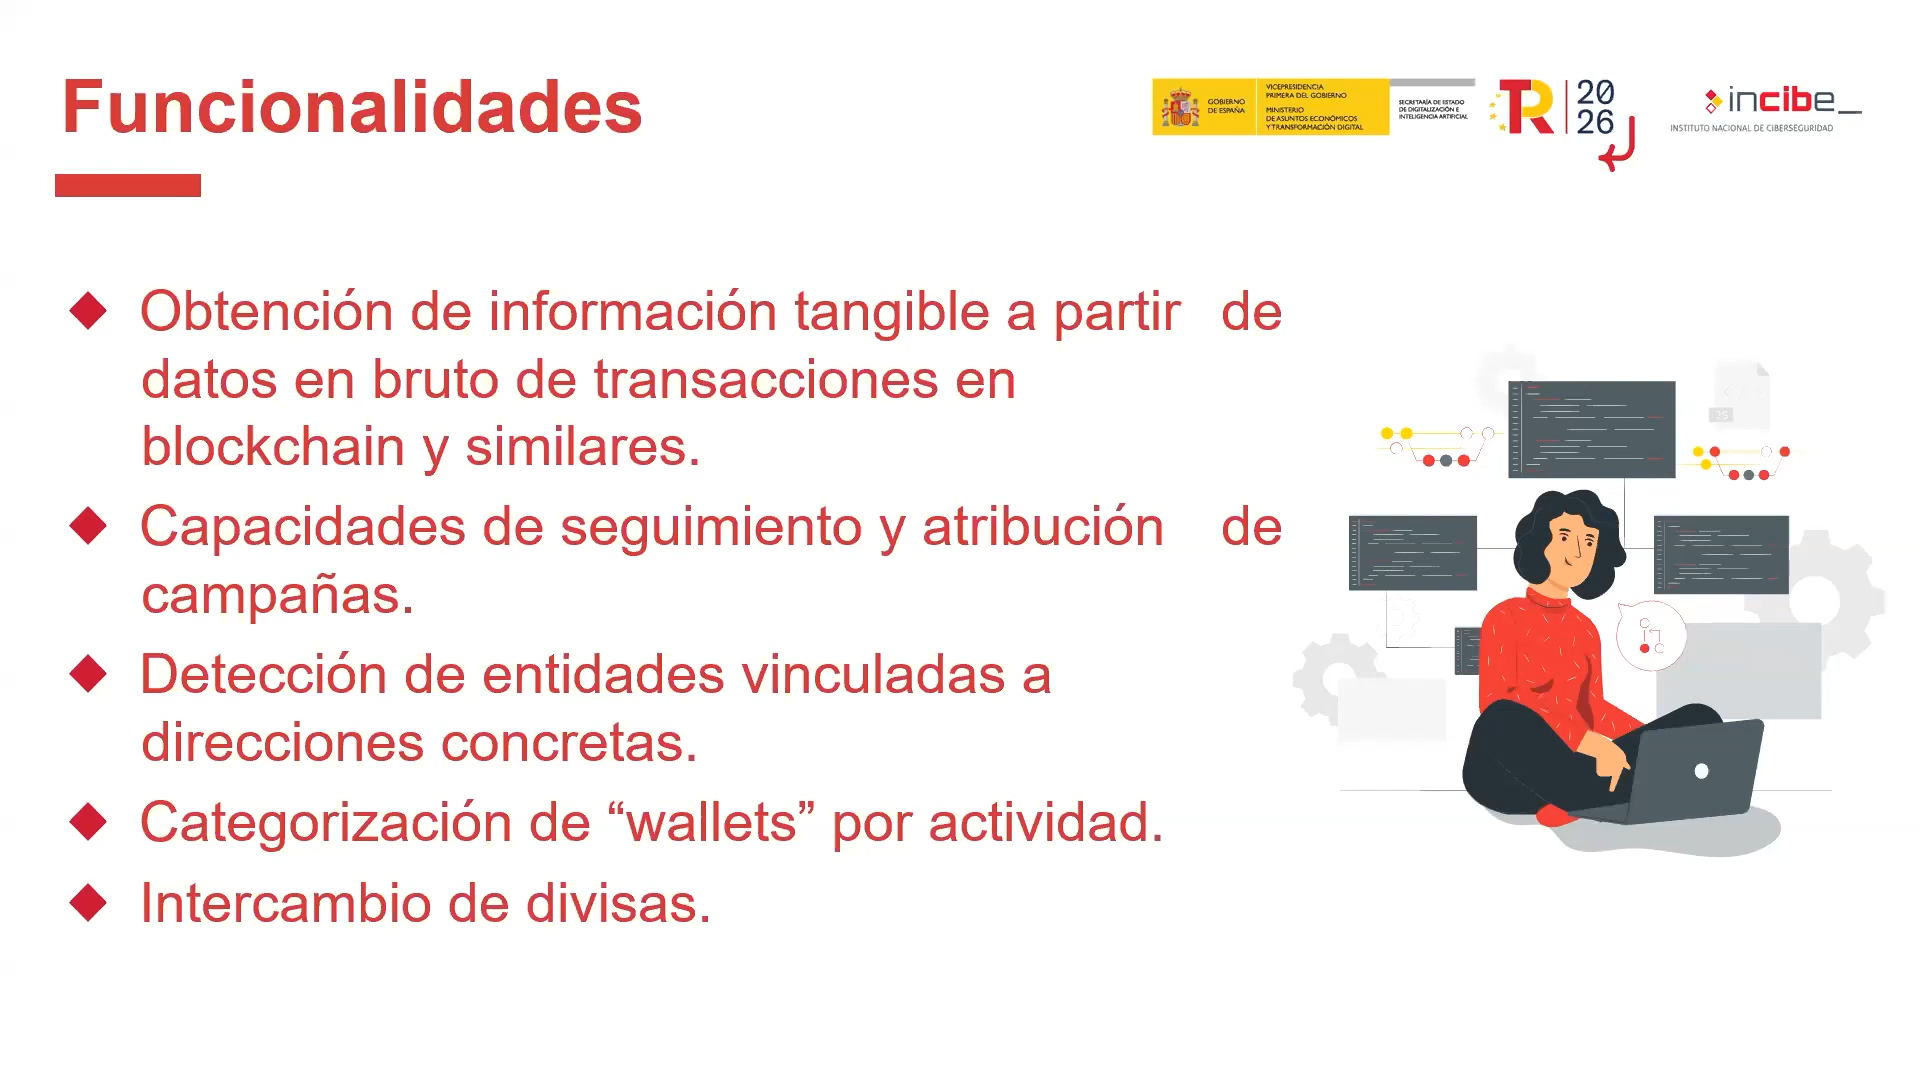 Funcionalidades
GOBIERNO
DE ESPAÑA
VICEPRESIDENCIA
PRIMERA DEL GOBIERNO
MINISTERIO
DE ASUNTOS ECONÓMICOS
Y TRANSFORMACIÓN DIGITAL
SECRETARÍA DE ESTADO
DE DIGITALIZACIÓN E
INTELIGENCIA ARTIFICIAL
TR
20
26
incibe_
INSTITUTO NACIONAL DE CIBERSEGURIDAD
Obtención de información tangible a partir de
datos en bruto de transacciones en
blockchain y similares.
Capacidades de seguimiento y atribución de
campañas.
Detección de entidades vinculadas a
direcciones concretas.
Categorización de “wallets” por actividad.
Intercambio de divisas.
JS